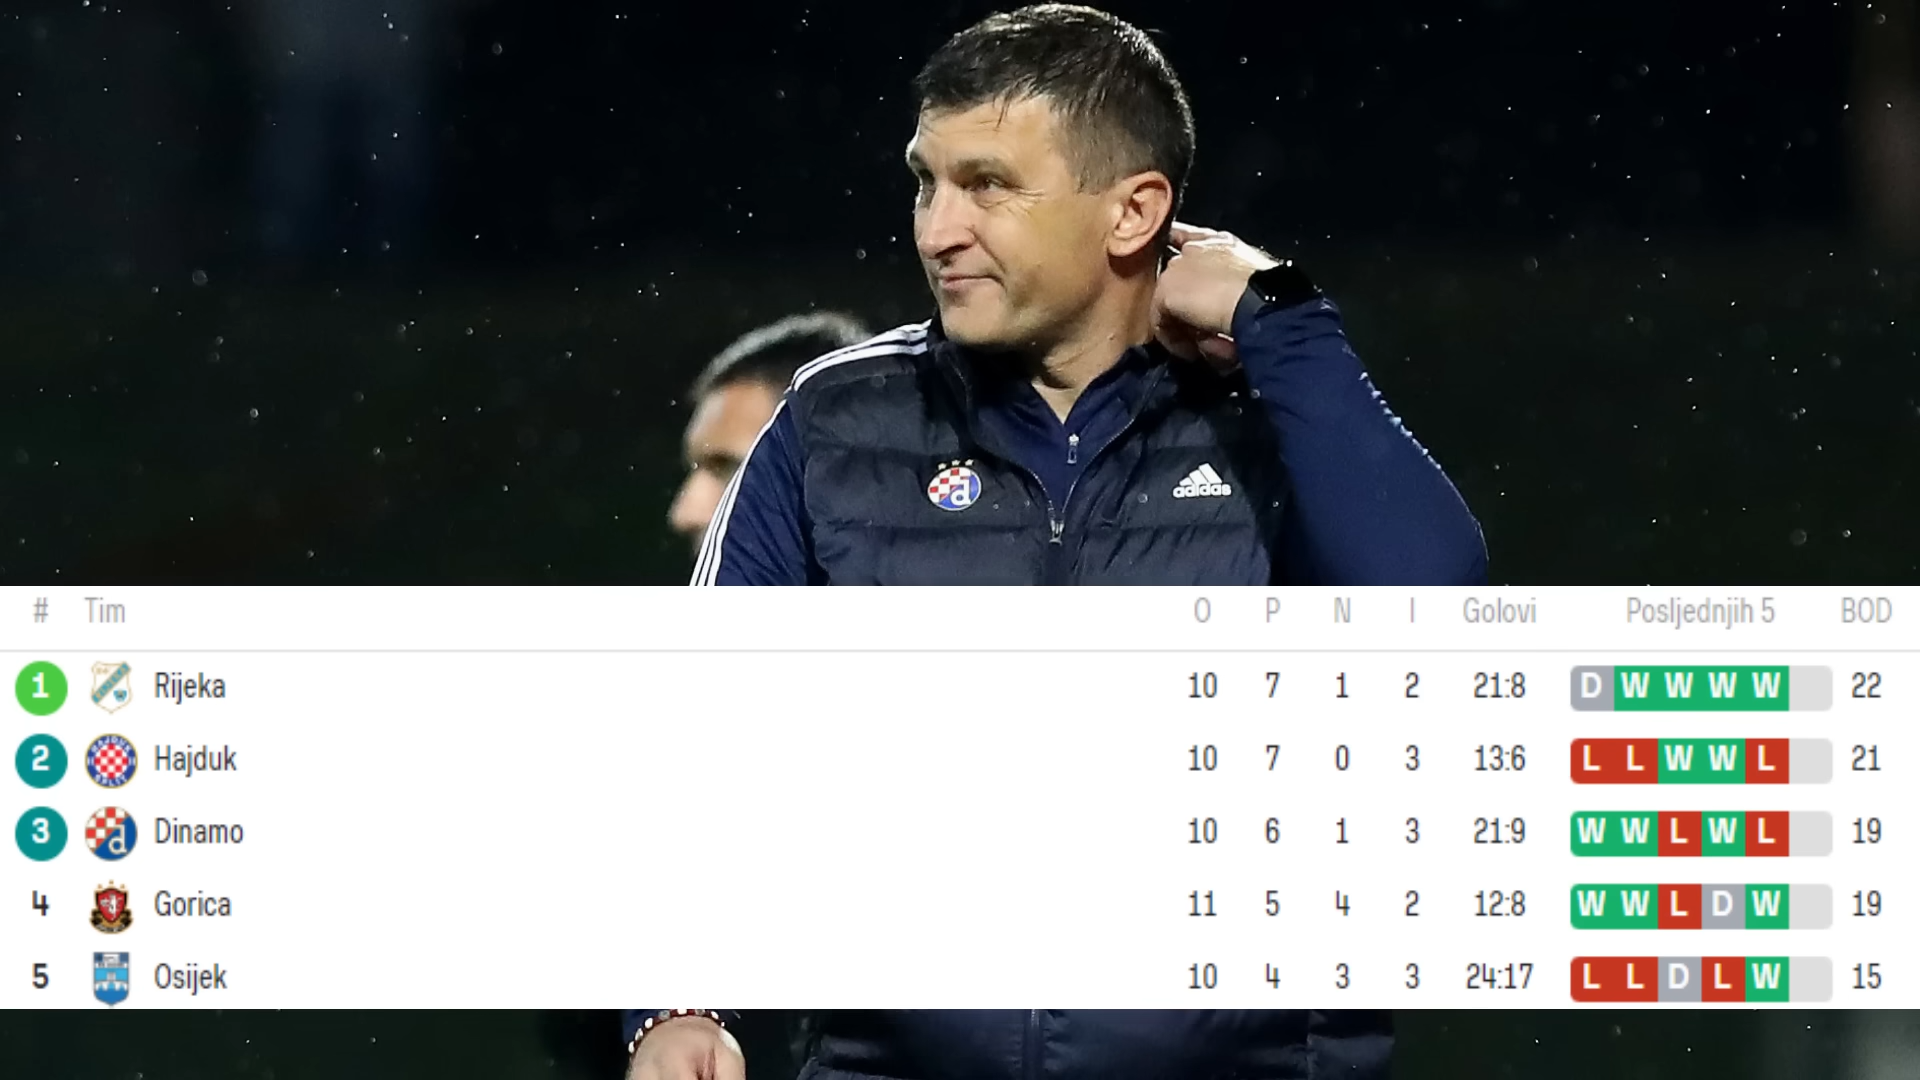 adidas
# Tim O P N I Golovi Posljednjih 5 BOD
1 Rijeka 10 7 1 2 21:8 D W W W W 22
2 Hajduk 10 7 0 3 13:6 L L W W L 21
3 Dinamo 10 6 1 3 21:9 W W L W L 19
4 Gorica 11 5 4 2 12:8 W W L D W 19
5 Osijek 10 4 3 3 24:17 L L D L W 15